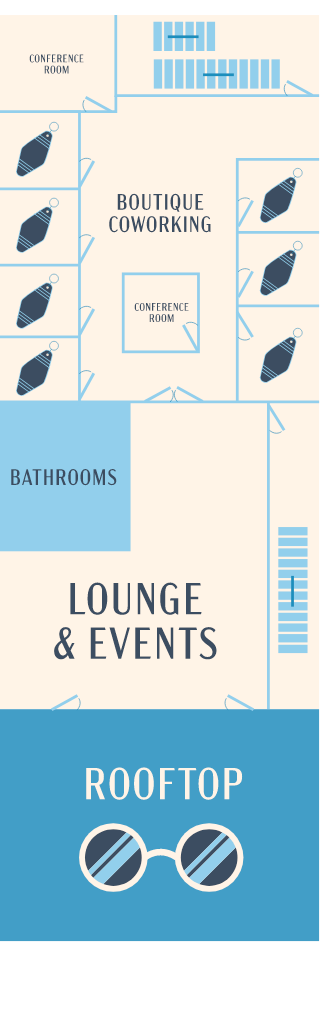 CONFERENCE
ROOM
BOUTIQUE
COWORKING
CONFERENCE
ROOM
BATHROOMS
LOUNGE
& EVENTS
ROOFTOP